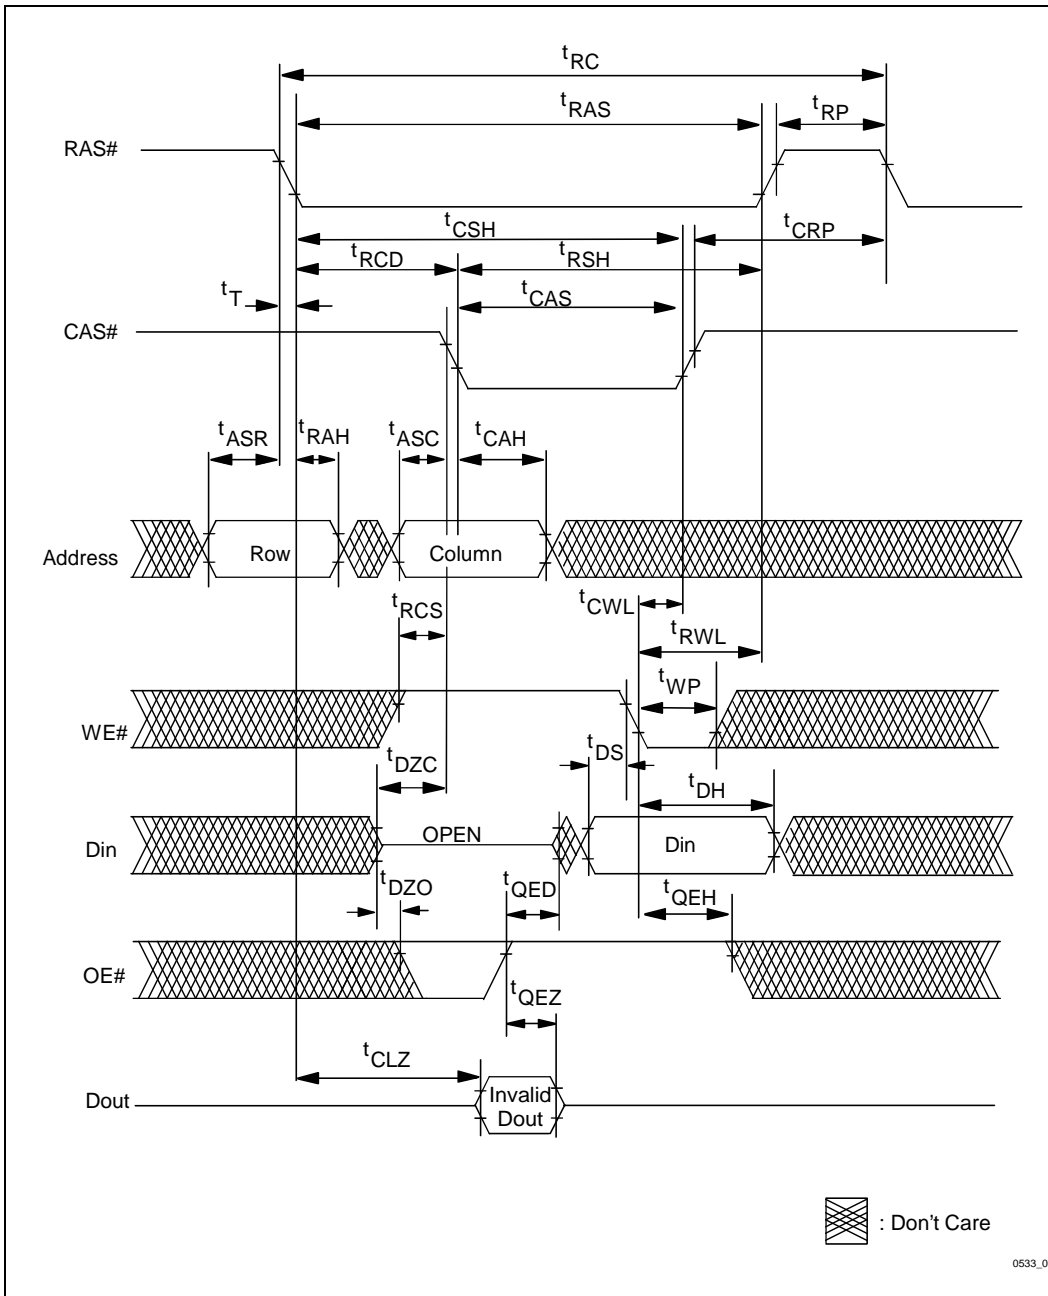 tRC
tRAS
tRP
RAS#
tCSH
tCRP
tRCD
tRSH
tT
tCAS
CAS#
tASR
tRAH
tASC
tCAH
Address
Row
Column
tRCS
tCWL
tRWL
tWP
WE#
tDZC
tDS
tDH
Din
OPEN
Din
tDZO
tQED
tQEH
OE#
tQEZ
tCLZ
Dout
Invalid
Dout
: Don't Care
0533_0